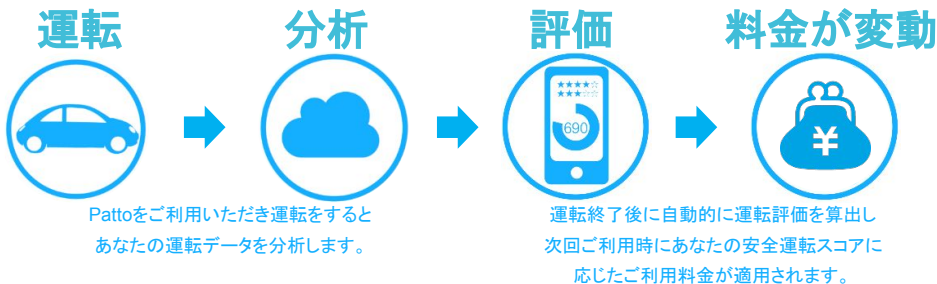 運転
分析
評価
料金が変動
★★★★☆
★★★☆☆
690
¥
Pattoをご利用いただき運転をすると
あなたの運転データを分析します。
運転終了後に自動的に運転評価を算出し
次回ご利用時にあなたの安全運転スコアに
応じたご利用料金が適用されます。